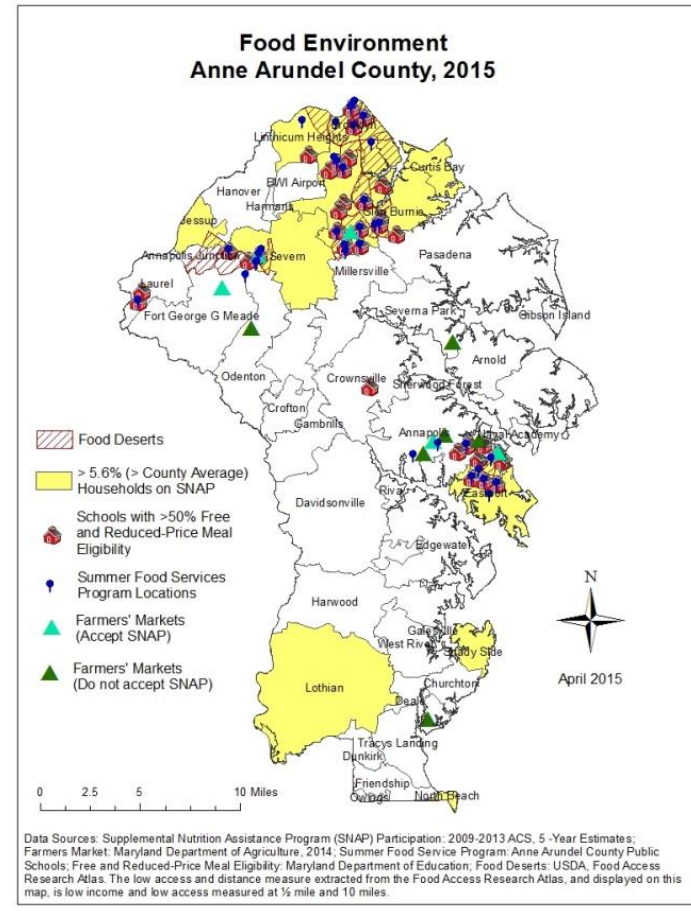 Food Environment
Anne Arundel County, 2015
Linthicum Heights
Curtis Bay
BWI Airport
Hanover
Harmans
Jessup
Glen Burnie
Annapolis Junction
Severn
Pasadena
Millersville
Laurel
Fort George G Meade
Severna Park
Gibson Island
Arnold
Odenton
Crownsville
Sherwood Forest
Crofton
Gambrills
Annapolis
Naval Academy
Eastport
Riva
Davidsonville
Edgewater
Harwood
Galesville
West River
Shady Side
Lothian
Churchton
Deale
Tracys Landing
Dunkirk
Friendship
Owings
North Beach
Food Deserts
> 5.6% (> County Average)
Households on SNAP
Schools with >50% Free
and Reduced-Price Meal
Eligibility
Summer Food Services
Program Locations
Farmers' Markets
(Accept SNAP)
Farmers' Markets
(Do not accept SNAP)
N
April 2015
0 2.5 5 10 Miles
Data Sources: Supplemental Nutrition Assistance Program (SNAP) Participation: 2009-2013 ACS, 5 -Year Estimates;
Farmers Market: Maryland Department of Agriculture, 2014; Summer Food Service Program: Anne Arundel County Public
Schools; Free and Reduced-Price Meal Eligibility: Maryland Department of Education; Food Deserts: USDA, Food Access
Research Atlas. The low access and distance measure extracted from the Food Access Research Atlas, and displayed on this
map, is low income and low access measured at ½ mile and 10 miles.